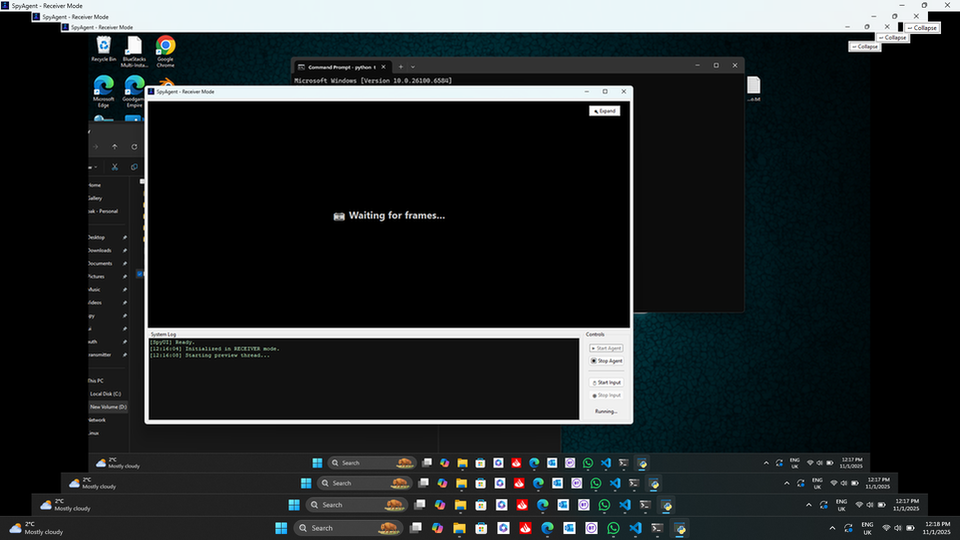 SpyAgent - Receiver Mode
SpyAgent - Receiver Mode
SpyAgent - Receiver Mode
Collapse
Collapse
Collapse
Recycle Bin
BlueStacks
Multi-Insta...
Google
Chrome
Microsoft
Edge
Goodgam
Empire
Command Prompt - python
Microsoft Windows [Version 10.0.26100.6584]
SpyAgent - Receiver Mode
Expand
Waiting for frames...
Home
Gallery
- Personal
Desktop
Downloads
Documents
Pictures
Music
Videos
This PC
Local Disk (C:)
New Volume (D:)
Network
Linux
System Log
[SpyUI] Ready.
[12:16:04] Initialized in RECEIVER mode.
[12:16:08] Starting preview thread...
Controls
Start Agent
Stop Agent
Start Input
Stop Input
Running...
2°C
Mostly cloudy
Search
ENG
UK
12:17 PM
11/1/2025
2°C
Mostly cloudy
Search
ENG
UK
12:17 PM
11/1/2025
2°C
Mostly cloudy
Search
ENG
UK
12:17 PM
11/1/2025
2°C
Mostly cloudy
Search
ENG
UK
12:18 PM
11/1/2025